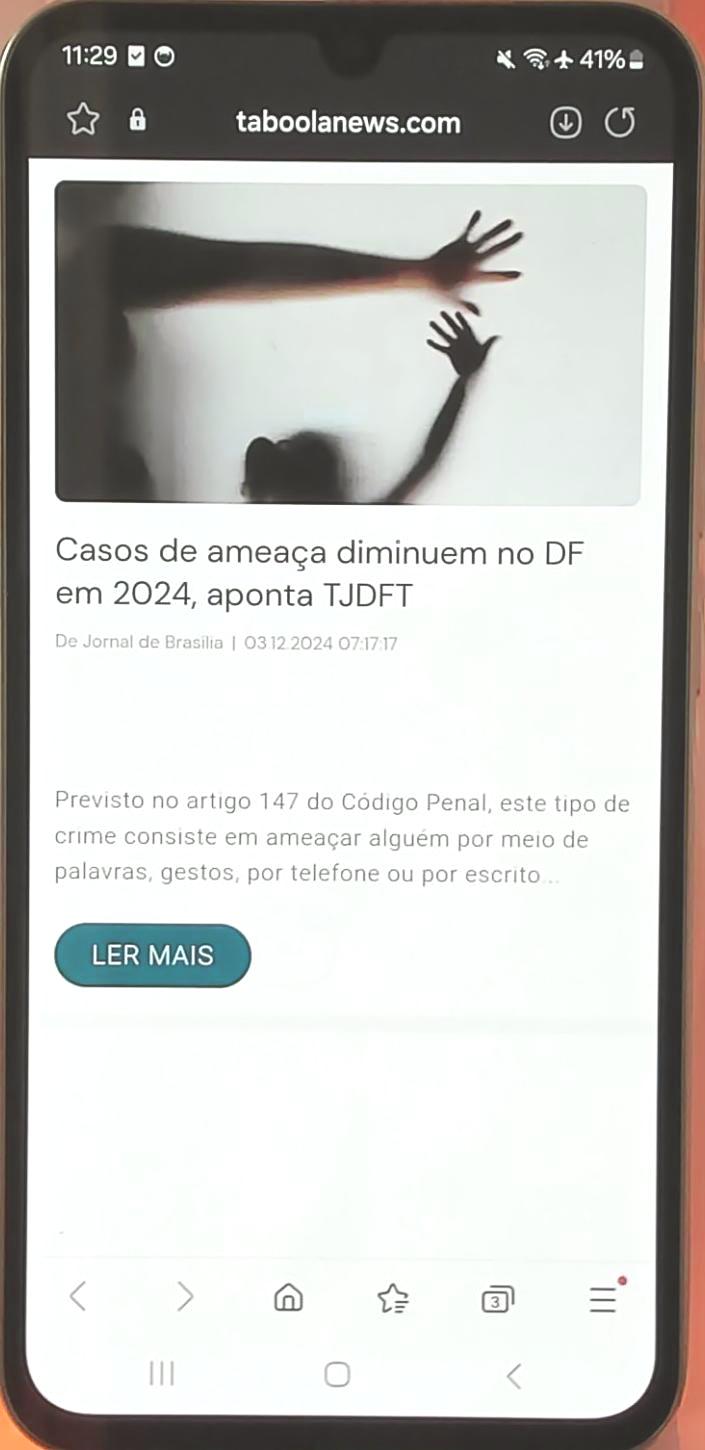 11:29
41%
taboolanews.com
Casos de ameaça diminuem no DF
em 2024, aponta TJDFT
De Jornal de Brasília | 03.12.2024 07:17:17
Previsto no artigo 147 do Código Penal, este tipo de
crime consiste em ameaçar alguém por meio de
palavras, gestos, por telefone ou por escrito...
LER MAIS
3